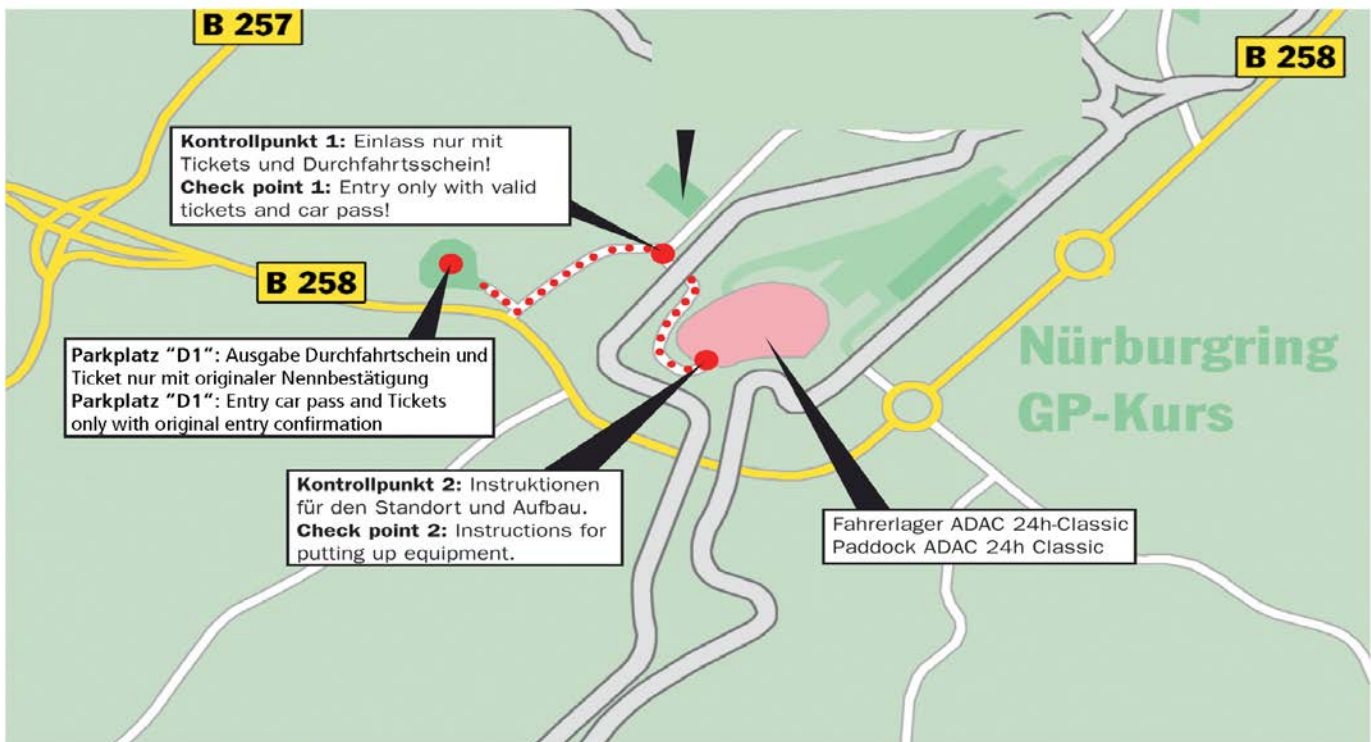 B 257
B 258
Kontrollpunkt 1: Einlass nur mit
Tickets und Durchfahrtsschein!
Check point 1: Entry only with valid
tickets and car pass!
B 258
Parkplatz “D1”: Ausgabe Durchfahrtschein und
Ticket nur mit originaler Nennbestätigung
Parkplatz “D1”: Entry car pass and Tickets
only with original entry confirmation
Nürburgring
GP-Kurs
Kontrollpunkt 2: Instruktionen
für den Standort und Aufbau.
Check point 2: Instructions for
putting up equipment.
Fahrerlager ADAC 24h-Classic
Paddock ADAC 24h Classic